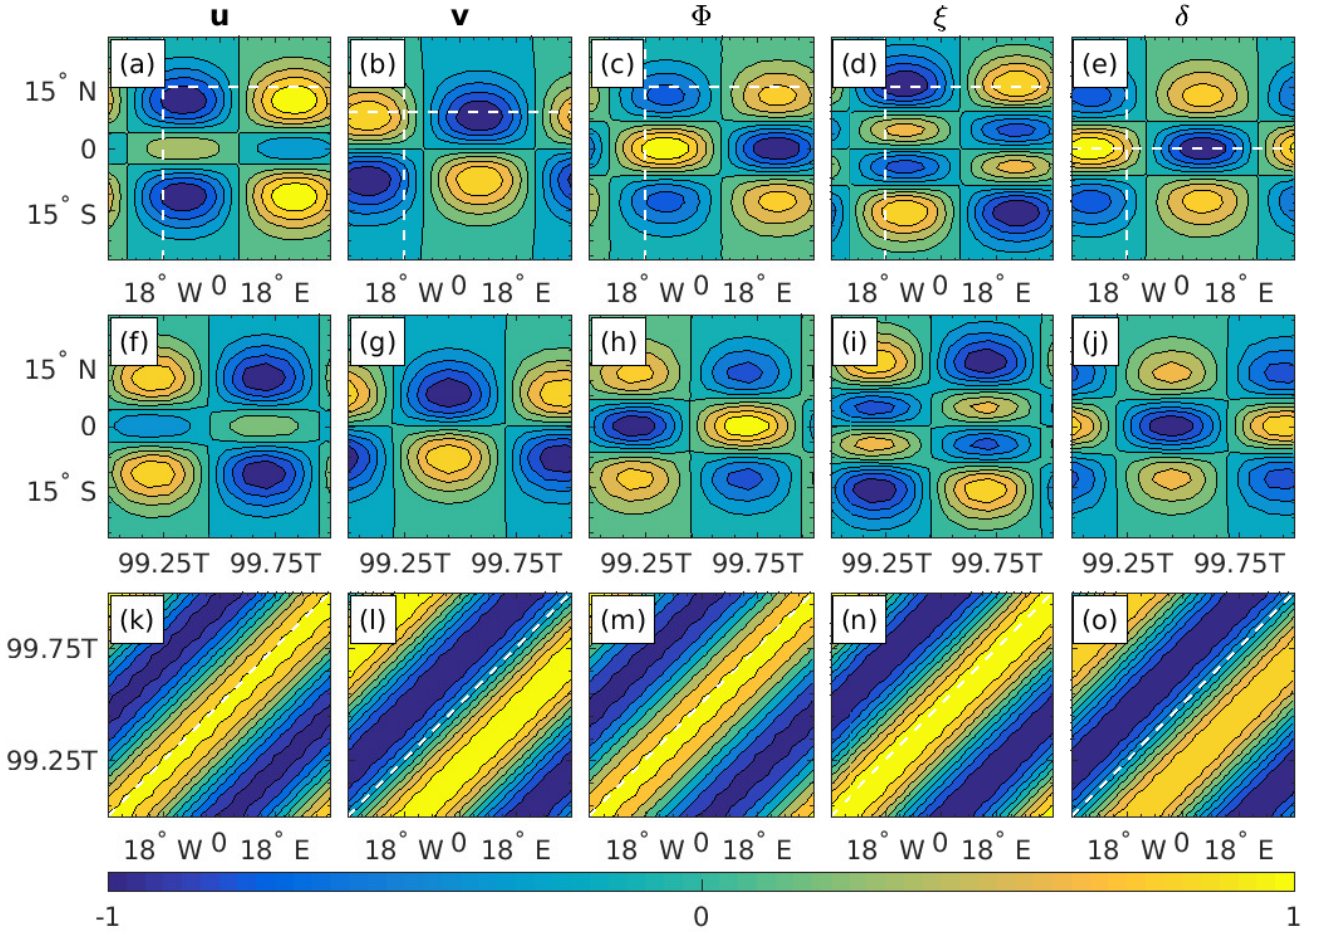 u v Φ ξ δ
(a) (b) (c) (d) (e)
15° N
0
15° S
18° W 0 18° E 18° W 0 18° E 18° W 0 18° E 18° W 0 18° E 18° W 0 18° E
(f) (g) (h) (i) (j)
15° N
0
15° S
99.25T 99.75T 99.25T 99.75T 99.25T 99.75T 99.25T 99.75T 99.25T 99.75T
(k) (l) (m) (n) (o)
99.75T
99.25T
18° W 0 18° E 18° W 0 18° E 18° W 0 18° E 18° W 0 18° E 18° W 0 18° E
-1 0 1